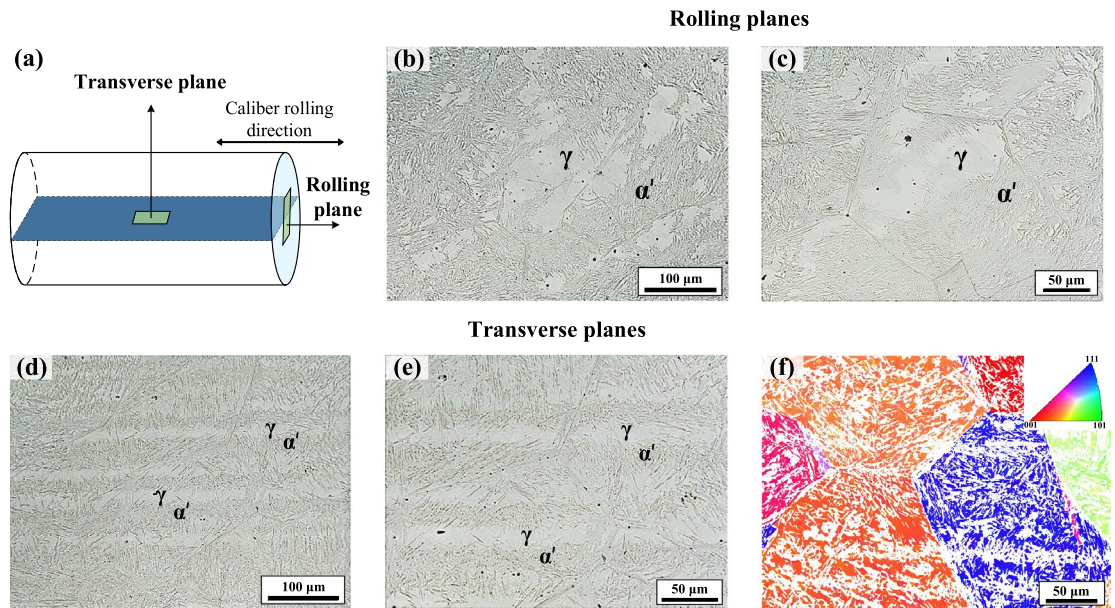 Rolling planes
(a)
Transverse plane
Caliber rolling
direction
Rolling
plane
(b)
γ
α'
100 μm
(c)
γ
α'
50 μm
Transverse planes
(d)
γ
α'
γ
α'
100 μm
(e)
γ
α'
γ
α'
50 μm
(f)
111
001
101
50 μm